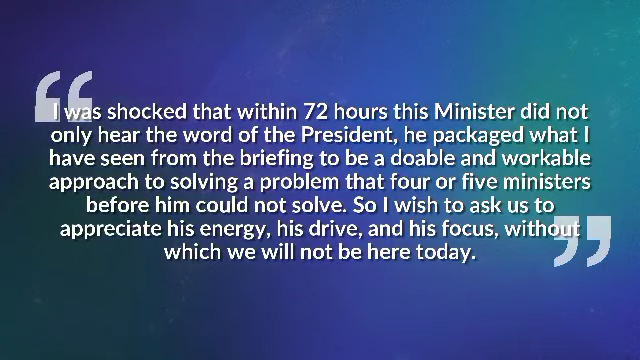 I was shocked that within 72 hours this Minister did not
only hear the word of the President, he packaged what I
have seen from the briefing to be a doable and workable
approach to solving a problem that four or five ministers
before him could not solve. So I wish to ask us to
appreciate his energy, his drive, and his focus, without
which we will not be here today.